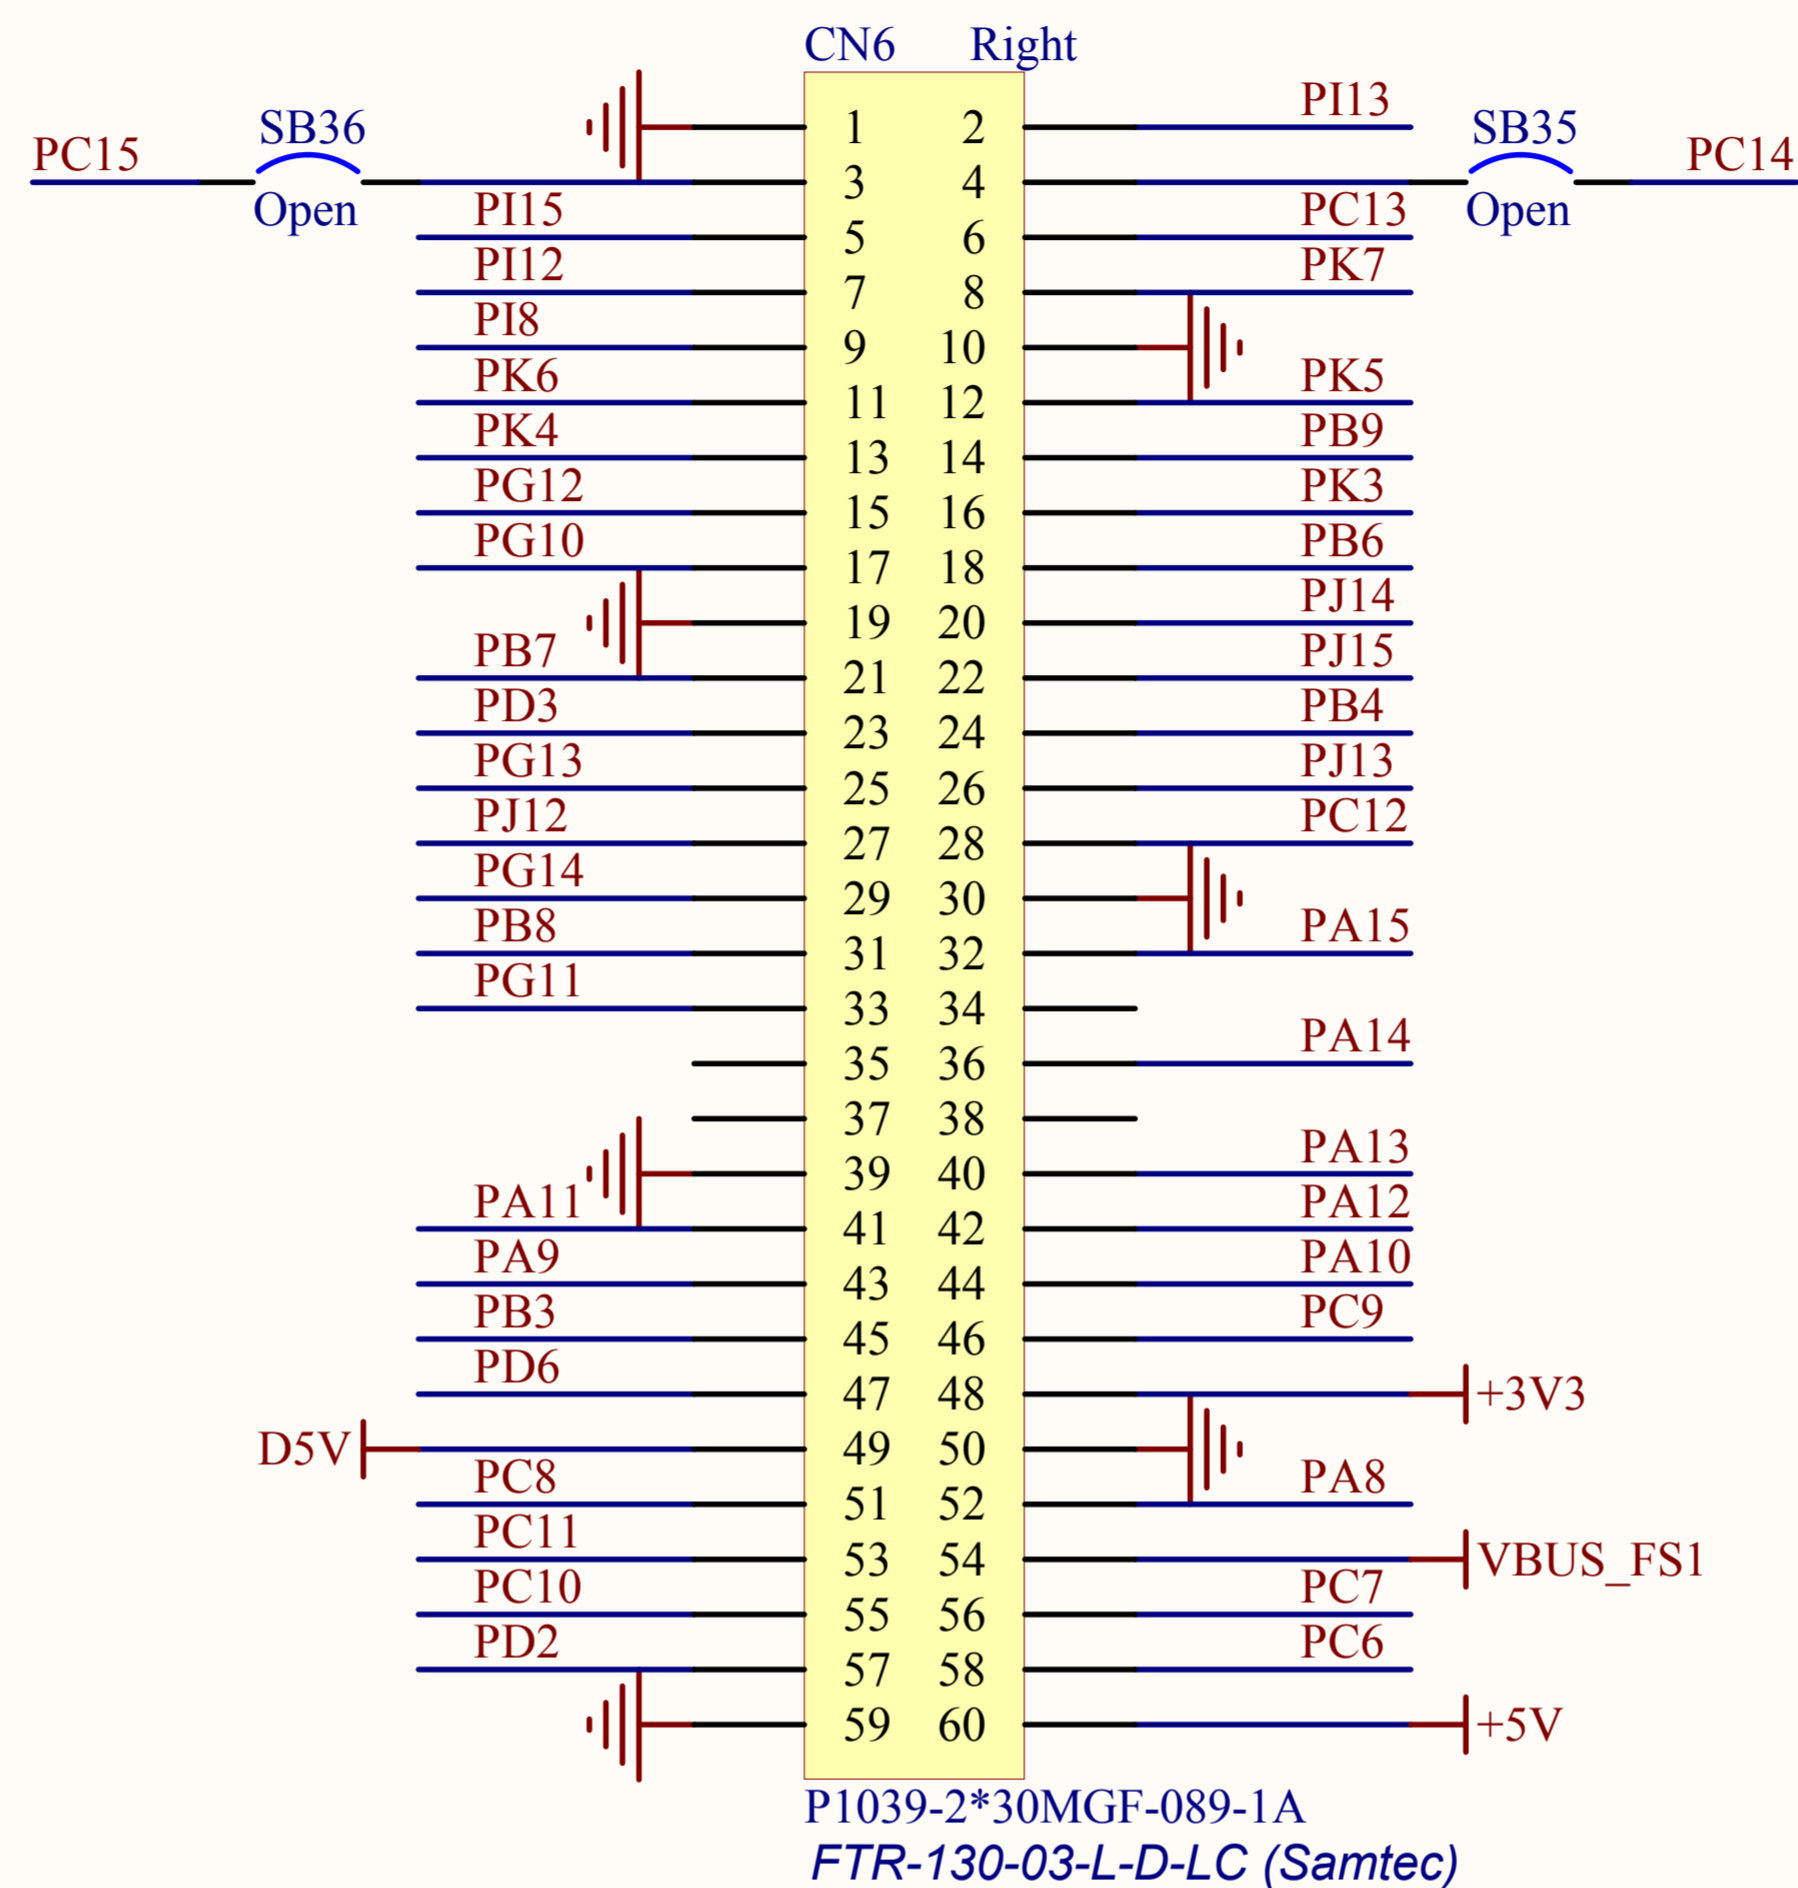 CN6 Right
1 2 PI13
PC15 SB36 3 4 SB35 PC14
Open Open
PI15 5 6 PC13
PI12 7 8 PK7
PI8 9 10
PK6 11 12 PK5
PK4 13 14 PB9
PG12 15 16 PK3
PG10 17 18 PB6
19 20 PJ14
PB7 21 22 PJ15
PD3 23 24 PB4
PG13 25 26 PJ13
PJ12 27 28 PC12
PG14 29 30
PB8 31 32 PA15
PG11 33 34
35 36 PA14
37 38
39 40 PA13
PA11 41 42 PA12
PA9 43 44 PA10
PB3 45 46 PC9
PD6 47 48 +3V3
D5V 49 50
PC8 51 52 PA8
PC11 53 54 VBUS_FS1
PC10 55 56 PC7
PD2 57 58 PC6
59 60 +5V
P1039-2*30MGF-089-1A
FTR-130-03-L-D-LC (Samtec)